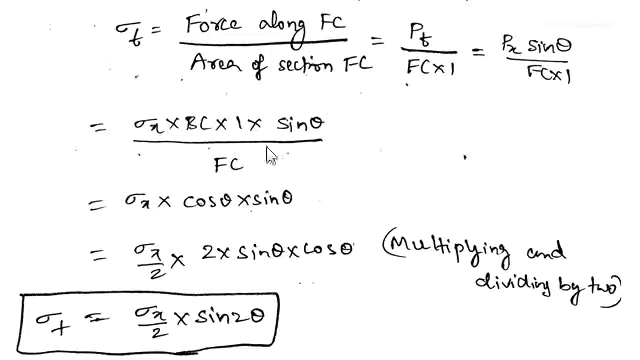 σt = Force along FC / Area of section FC = Pt / FC×1 = Px sinθ / FC×1
= σx × BC × 1 × sinθ / FC
= σx × cosθ × sinθ
= σx/2 × 2 × sinθ × cosθ (Multiplying and dividing by two)
σt = σx/2 × sin2θ